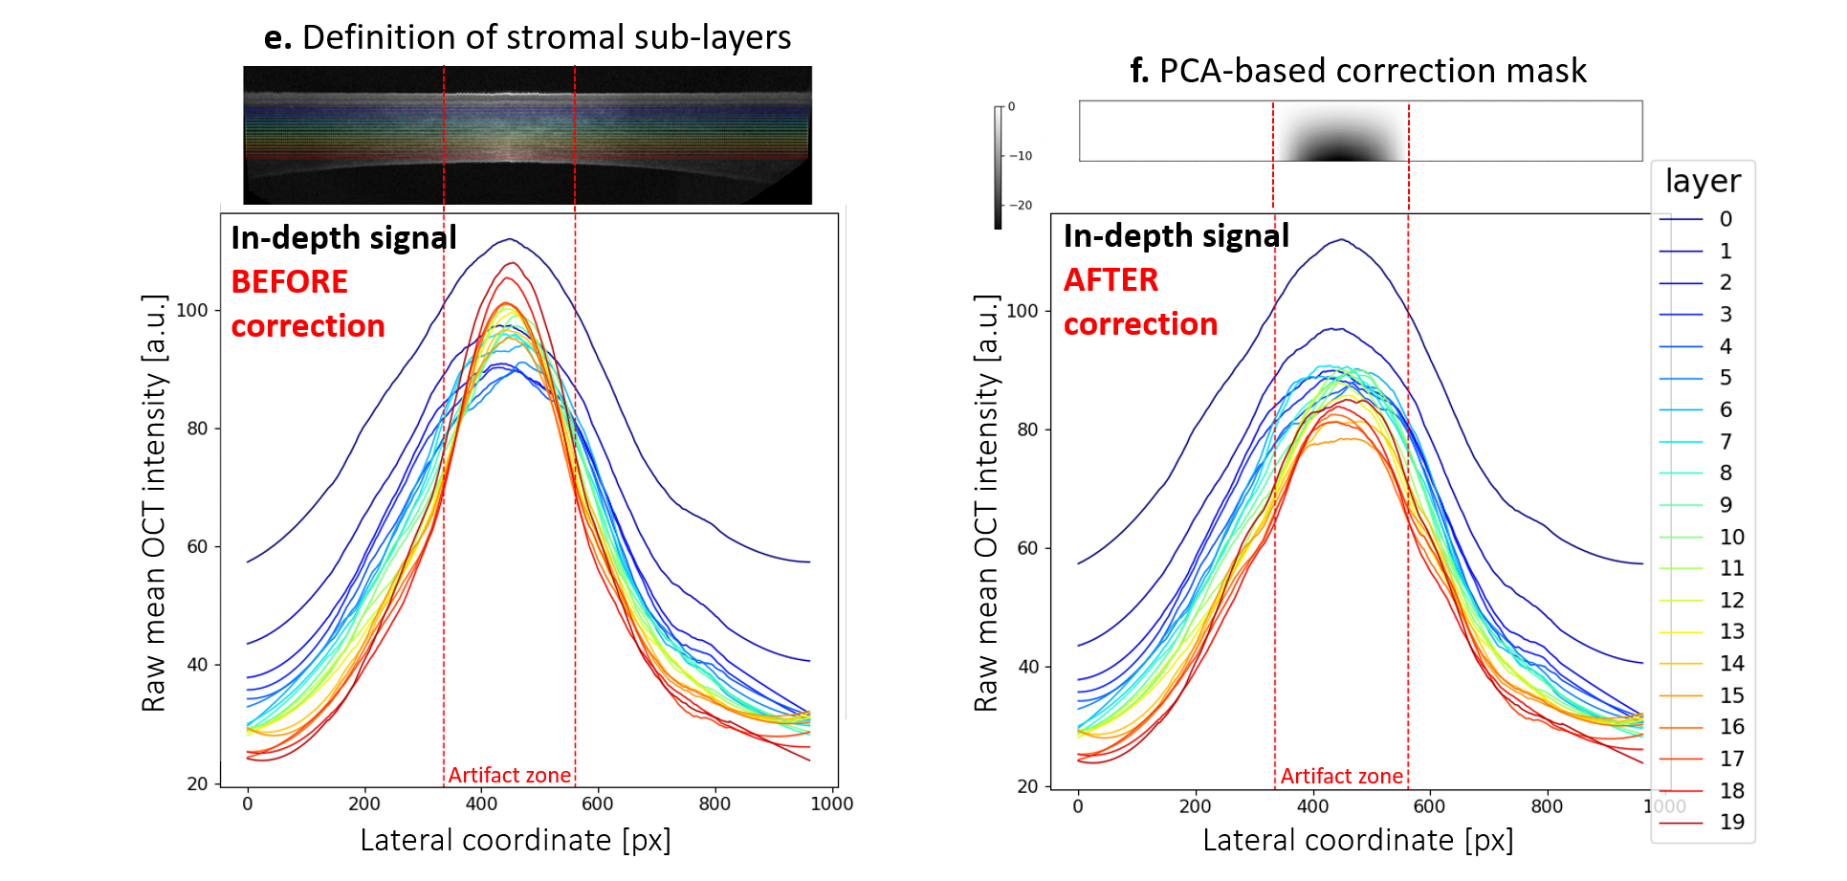 e. Definition of stromal sub-layers
In-depth signal
BEFORE
correction
Raw mean OCT intensity [a.u.]
100
80
60
40
20
Artifact zone
0 200 400 600 800 1000
Lateral coordinate [px]
f. PCA-based correction mask
0
−10
−20
In-depth signal
AFTER
correction
Raw mean OCT intensity [a.u.]
100
80
60
40
20
Artifact zone
0 200 400 600 800 1000
Lateral coordinate [px]
layer
0
1
2
3
4
5
6
7
8
9
10
11
12
13
14
15
16
17
18
19